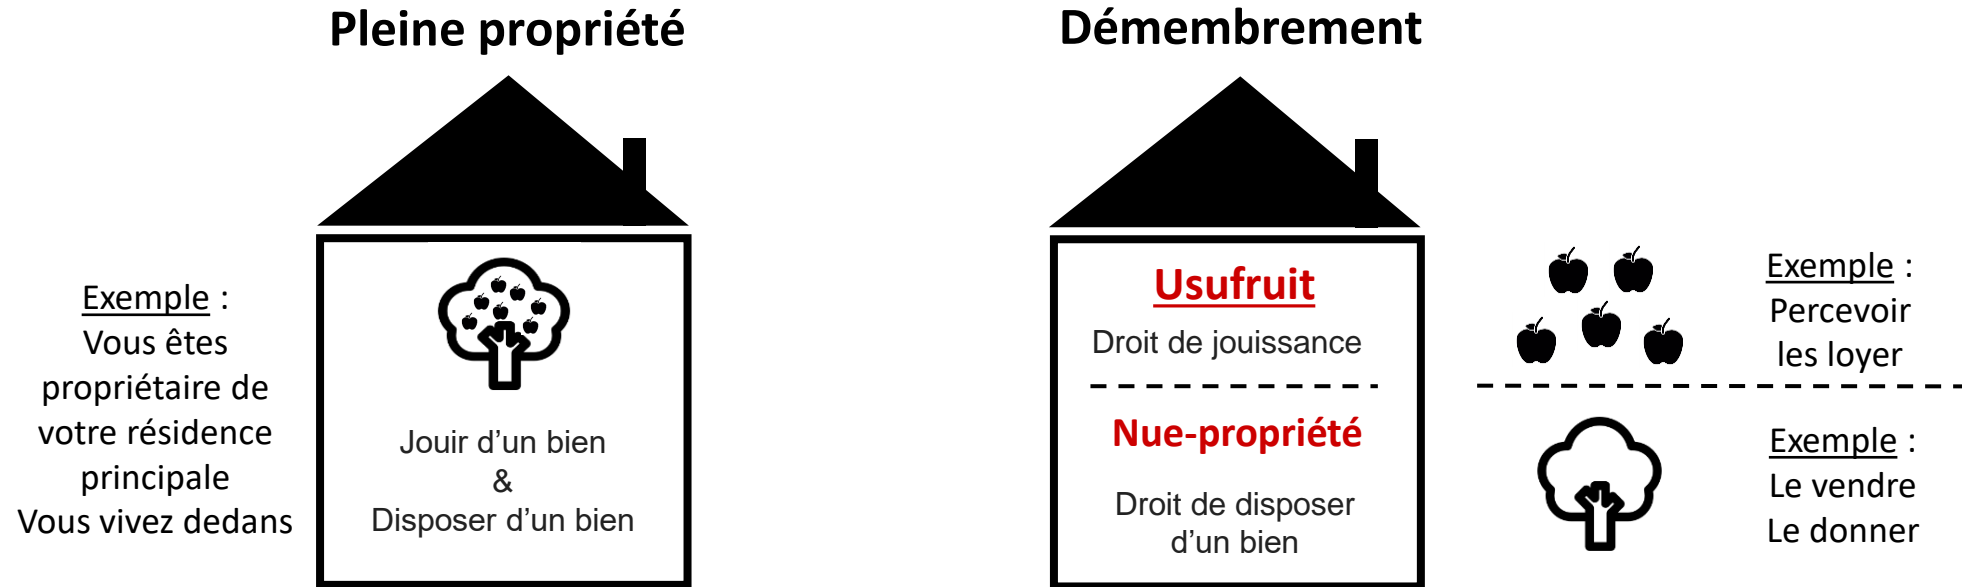 Pleine propriété
Exemple :
Vous êtes
propriétaire de
votre résidence
principale
Vous vivez dedans
Jouir d’un bien
&
Disposer d’un bien
Démembrement
Usufruit
Droit de jouissance
Nue-propriété
Droit de disposer
d’un bien
Exemple :
Percevoir
les loyer
Exemple :
Le vendre
Le donner